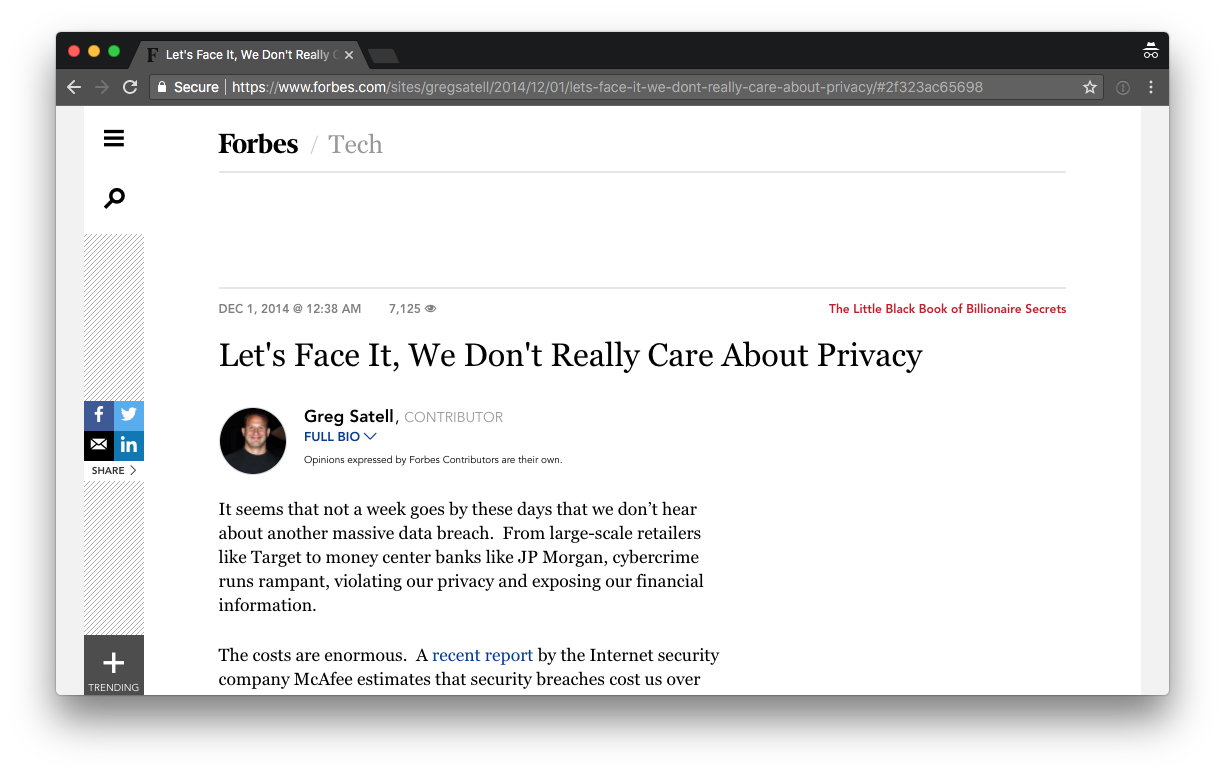 Let's Face It, We Don't Really C
Secure https://www.forbes.com/sites/gregsatell/2014/12/01/lets-face-it-we-dont-really-care-about-privacy/#2f323ac65698
Forbes / Tech
DEC 1, 2014 @ 12:38 AM 7,125 The Little Black Book of Billionaire Secrets
Let's Face It, We Don't Really Care About Privacy
Greg Satell, CONTRIBUTOR
FULL BIO
Opinions expressed by Forbes Contributors are their own.
SHARE
It seems that not a week goes by these days that we don’t hear
about another massive data breach.  From large-scale retailers
like Target to money center banks like JP Morgan, cybercrime
runs rampant, violating our privacy and exposing our financial
information.
The costs are enormous.  A recent report by the Internet security
company McAfee estimates that security breaches cost us over
TRENDING